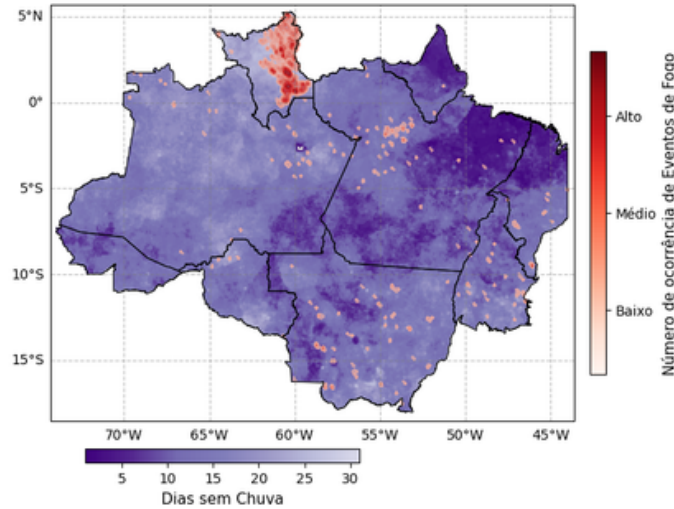 5°N
0°
5°S
10°S
15°S
70°W 65°W 60°W 55°W 50°W 45°W
Alto
Médio
Baixo
Número de ocorrência de Eventos de Fogo
5 10 15 20 25 30
Dias sem Chuva